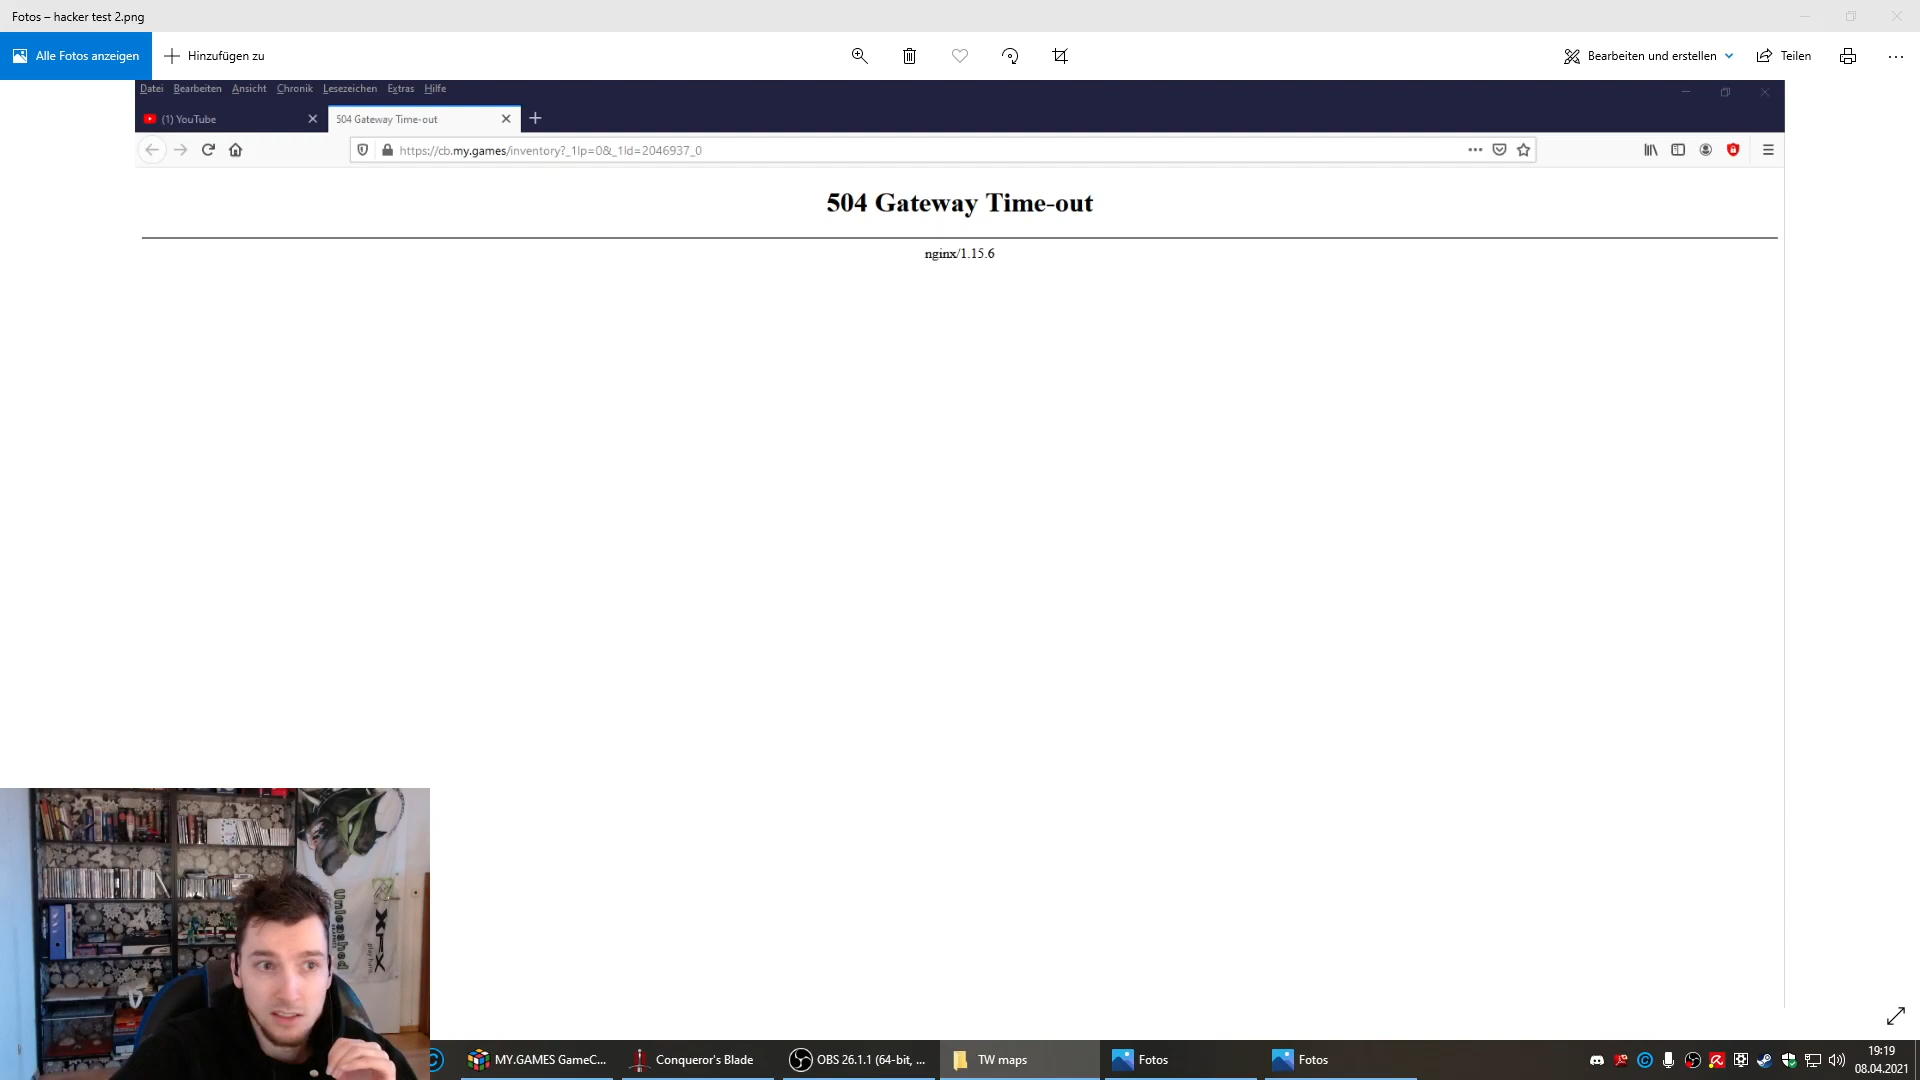 Fotos – hacker test 2.png
Alle Fotos anzeigen
Hinzufügen zu
Bearbeiten und erstellen
Teilen
Datei Bearbeiten Ansicht Chronik Lesezeichen Extras Hilfe
(1) YouTube
504 Gateway Time-out
https://cb.my.games/inventory?_1lp=0&_1ld=2046937_0
504 Gateway Time-out
nginx/1.15.6
Unleashed
MY.GAMES GameC...
Conqueror's Blade
OBS 26.1.1 (64-bit, ...
TW maps
Fotos
Fotos
19:19
08.04.2021